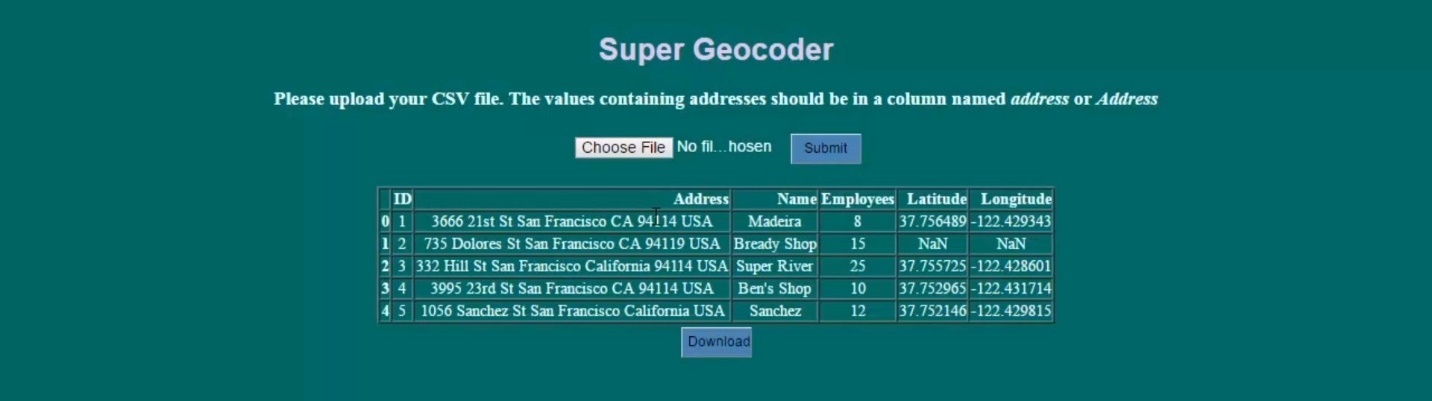 Super Geocoder
Please upload your CSV file. The values containing addresses should be in a column named address or Address
Choose File No fil...hosen Submit
ID Address Name Employees Latitude Longitude
0 1 3666 21st St San Francisco CA 94114 USA Madeira 8 37.756489 -122.429343
1 2 735 Dolores St San Francisco CA 94119 USA Bready Shop 15 NaN NaN
2 3 332 Hill St San Francisco California 94114 USA Super River 25 37.755725 -122.428601
3 4 3995 23rd St San Francisco CA 94114 USA Ben's Shop 10 37.752965 -122.431714
4 5 1056 Sanchez St San Francisco California USA Sanchez 12 37.752146 -122.429815
Download